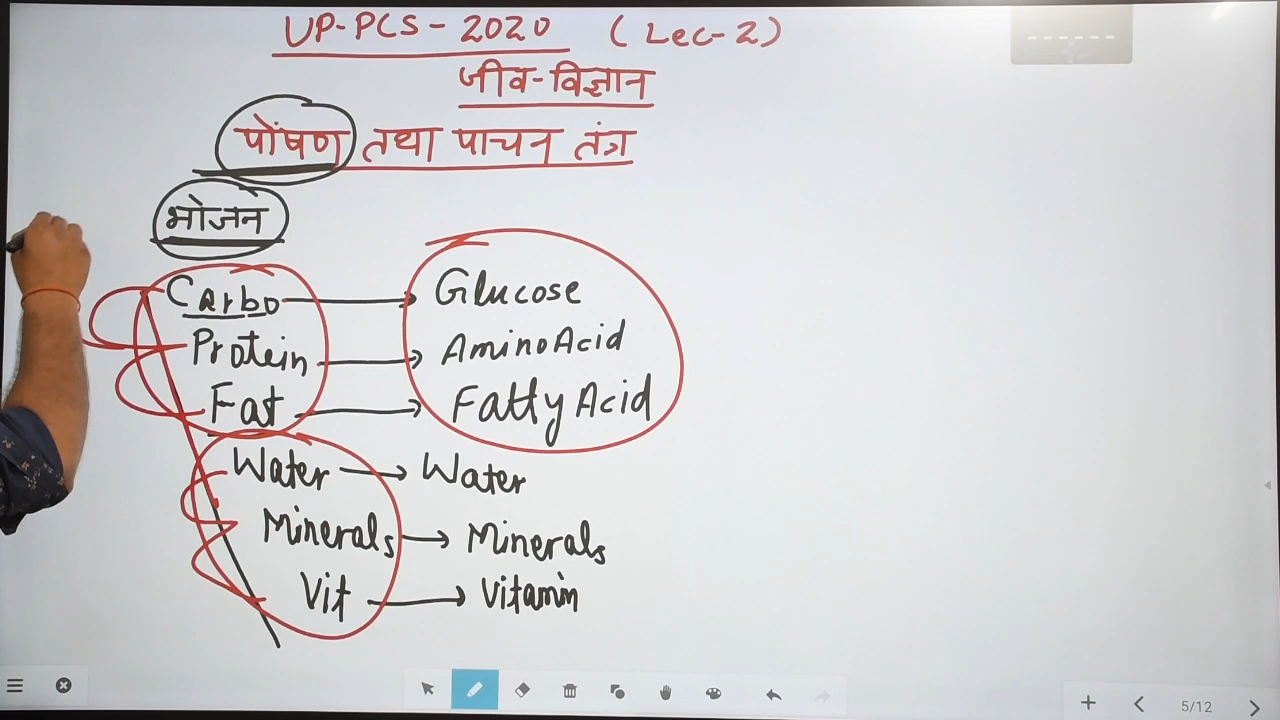 UP-PCS-2020 (Lec-2)
जीव-विज्ञान
पोंषण तथा पाचन तंत्र
भोजन
Carbo → Glucose
Protein → AminoAcid
Fat → Fatty Acid
Water → Water
Minerals → Minerals
Vit → Vitamin
5/12